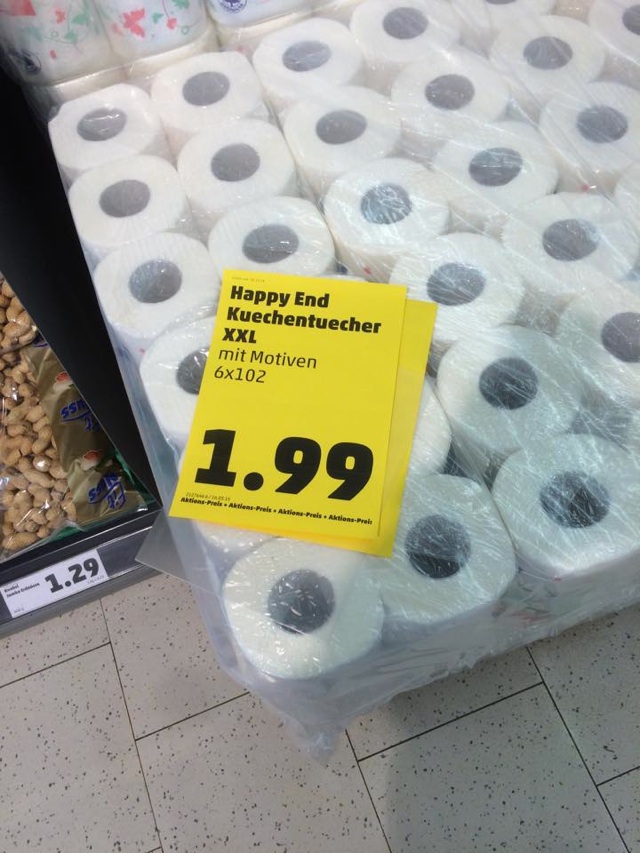 Happy End
Kuechentuecher
XXL
mit Motiven
6x102
1.99
Aktions-Preis + Aktions-Preis + Aktions-Preis + Aktions-Preis
1.29